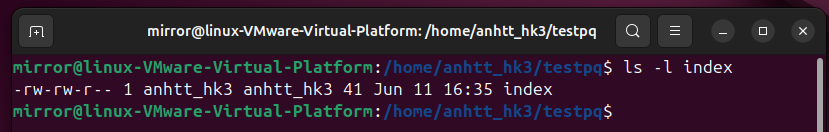 mirror@linux-VMware-Virtual-Platform: /home/anhtt_hk3/testpq
mirror@linux-VMware-Virtual-Platform:/home/anhtt_hk3/testpq$ ls -l index
-rw-rw-r-- 1 anhtt_hk3 anhtt_hk3 41 Jun 11 16:35 index
mirror@linux-VMware-Virtual-Platform:/home/anhtt_hk3/testpq$